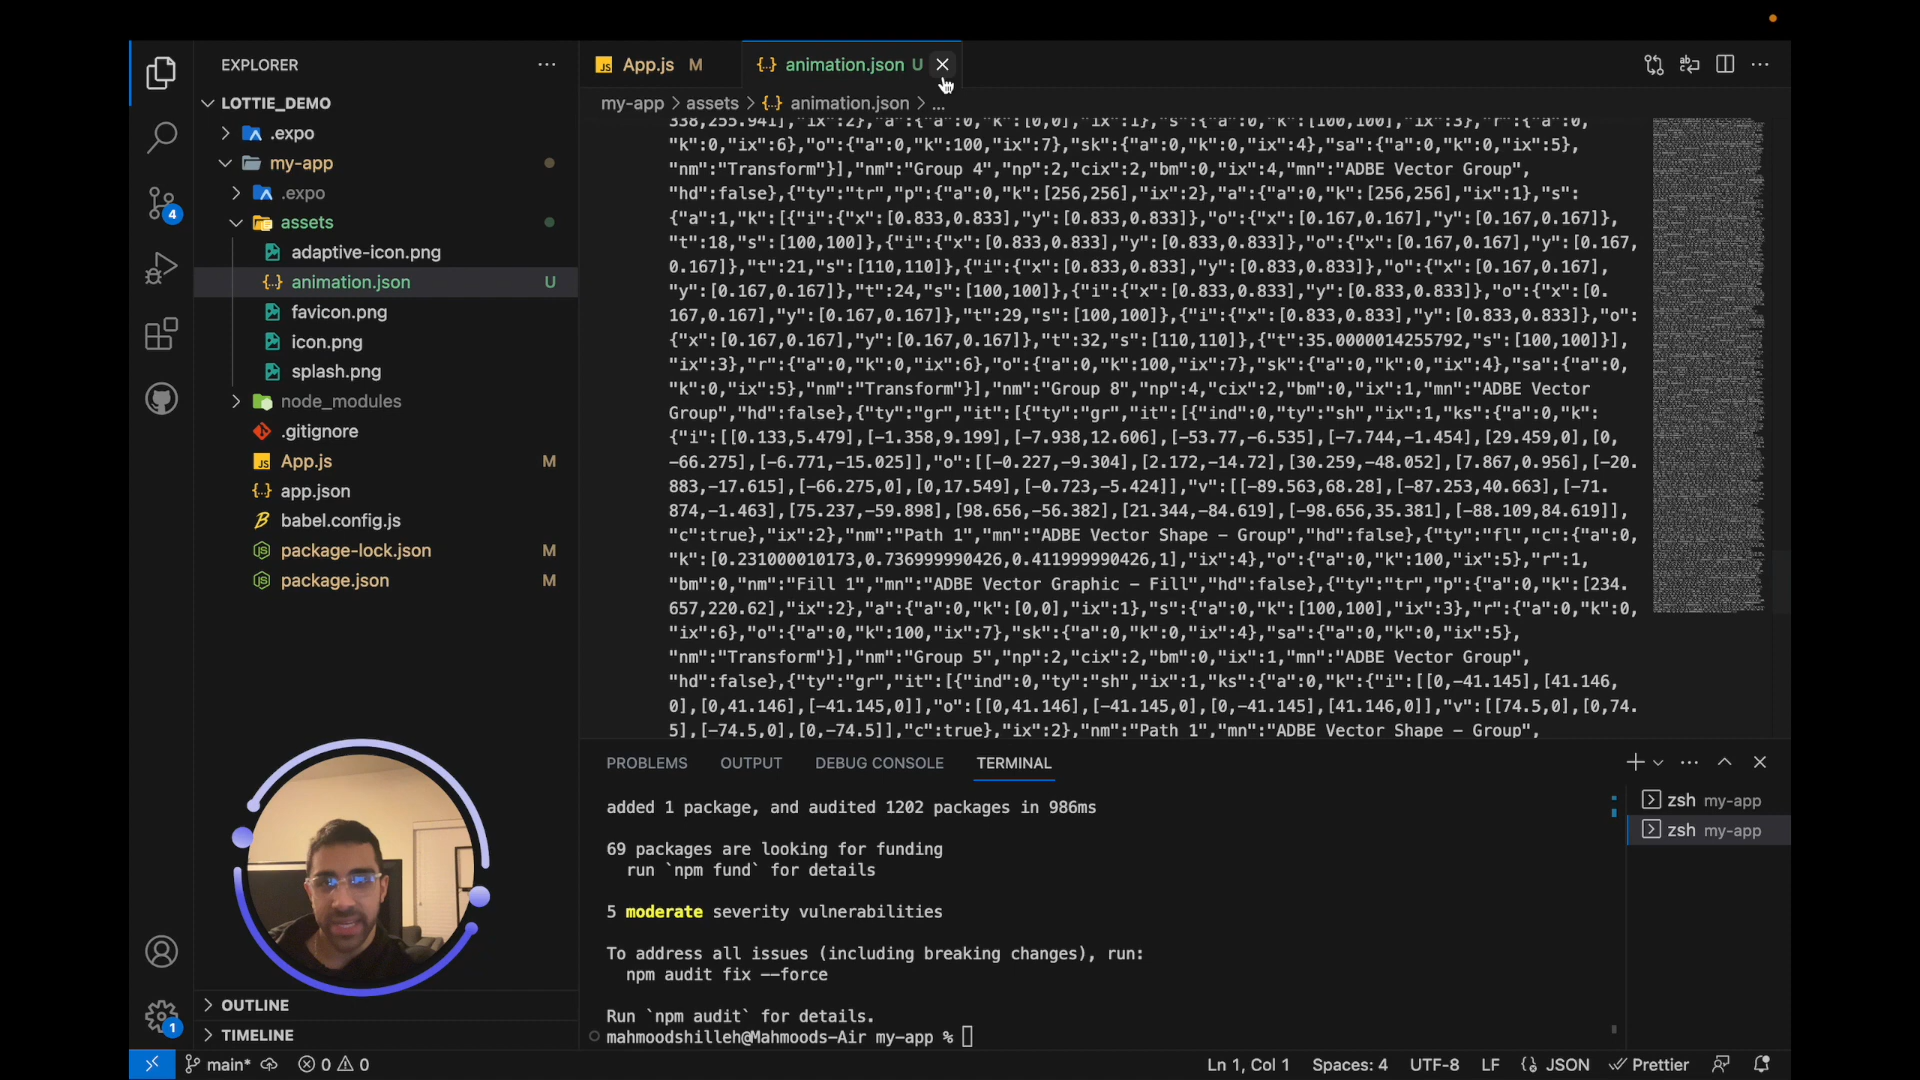 EXPLORER
LOTTIE_DEMO
.expo
my-app
.expo
assets
adaptive-icon.png
animation.json U
favicon.png
icon.png
splash.png
node_modules
.gitignore
App.js M
app.json
babel.config.js
package-lock.json M
package.json M
OUTLINE
TIMELINE
4
1
JS App.js M
{..} animation.json U
my-app > assets > {..} animation.json > ...
338,255.941],"ix":2},"a":{"a":0,"k":[0,0],"ix":1},"s":{"a":0,"k":[100,100],"ix":3},"r":{"a":0,
"k":0,"ix":6},"o":{"a":0,"k":100,"ix":7},"sk":{"a":0,"k":0,"ix":4},"sa":{"a":0,"k":0,"ix":5},
"nm":"Transform"}],"nm":"Group 4","np":2,"cix":2,"bm":0,"ix":4,"mn":"ADBE Vector Group",
"hd":false},{"ty":"tr","p":{"a":0,"k":[256,256],"ix":2},"a":{"a":0,"k":[256,256],"ix":1},"s":
{"a":1,"k":[{"i":{"x":[0.833,0.833],"y":[0.833,0.833]},"o":{"x":[0.167,0.167],"y":[0.167,0.167]},
"t":18,"s":[100,100]},{"i":{"x":[0.833,0.833],"y":[0.833,0.833]},"o":{"x":[0.167,0.167],"y":[0.167,
0.167]},"t":21,"s":[110,110]},{"i":{"x":[0.833,0.833],"y":[0.833,0.833]},"o":{"x":[0.167,0.167],
"y":[0.167,0.167]},"t":24,"s":[100,100]},{"i":{"x":[0.833,0.833],"y":[0.833,0.833]},"o":{"x":[0.
167,0.167],"y":[0.167,0.167]},"t":29,"s":[100,100]},{"i":{"x":[0.833,0.833],"y":[0.833,0.833]},"o":
{"x":[0.167,0.167],"y":[0.167,0.167]},"t":32,"s":[110,110]},{"t":35.0000014255792,"s":[100,100]}],
"ix":3},"r":{"a":0,"k":0,"ix":6},"o":{"a":0,"k":100,"ix":7},"sk":{"a":0,"k":0,"ix":4},"sa":{"a":0,
"k":0,"ix":5},"nm":"Transform"}],"nm":"Group 8","np":4,"cix":2,"bm":0,"ix":1,"mn":"ADBE Vector
Group","hd":false},{"ty":"gr","it":[{"ty":"gr","it":[{"ind":0,"ty":"sh","ix":1,"ks":{"a":0,"k":
{"i":[[0.133,5.479],[-1.358,9.199],[-7.938,12.606],[-53.77,-6.535],[-7.744,-1.454],[29.459,0],[0,
-66.275],[-6.771,-15.025]],"o":[[-0.227,-9.304],[2.172,-14.72],[30.259,-48.052],[7.867,0.956],[-20.
883,-17.615],[-66.275,0],[0,17.549],[-0.723,-5.424]],"v":[[-89.563,68.28],[-87.253,40.663],[-71.
874,-1.463],[75.237,-59.898],[98.656,-56.382],[21.344,-84.619],[-98.656,35.381],[-88.109,84.619]],
"c":true},"ix":2},"nm":"Path 1","mn":"ADBE Vector Shape - Group","hd":false},{"ty":"fl","c":{"a":0,
"k":[0.231000010173,0.736999990426,0.411999990426,1],"ix":4},"o":{"a":0,"k":100,"ix":5},"r":1,
"bm":0,"nm":"Fill 1","mn":"ADBE Vector Graphic - Fill","hd":false},{"ty":"tr","p":{"a":0,"k":[234.
657,220.62],"ix":2},"a":{"a":0,"k":[0,0],"ix":1},"s":{"a":0,"k":[100,100],"ix":3},"r":{"a":0,"k":0,
"ix":6},"o":{"a":0,"k":100,"ix":7},"sk":{"a":0,"k":0,"ix":4},"sa":{"a":0,"k":0,"ix":5},
"nm":"Transform"}],"nm":"Group 5","np":2,"cix":2,"bm":0,"ix":1,"mn":"ADBE Vector Group",
"hd":false},{"ty":"gr","it":[{"ind":0,"ty":"sh","ix":1,"ks":{"a":0,"k":{"i":[[0,-41.145],[41.146,
0],[0,41.146],[-41.145,0]],"o":[[0,41.146],[-41.145,0],[0,-41.145],[41.146,0]],"v":[[74.5,0],[0,74.
5],[-74.5,0],[0,-74.5]],"c":true},"ix":2},"nm":"Path 1","mn":"ADBE Vector Shape - Group",
PROBLEMS OUTPUT DEBUG CONSOLE TERMINAL
added 1 package, and audited 1202 packages in 986ms
69 packages are looking for funding
run `npm fund` for details
5 moderate severity vulnerabilities
To address all issues (including breaking changes), run:
npm audit fix --force
Run `npm audit` for details.
mahmoodshilleh@Mahmoods-Air my-app %
zsh my-app
zsh my-app
main* 0 0 Ln 1, Col 1 Spaces: 4 UTF-8 LF JSON Prettier